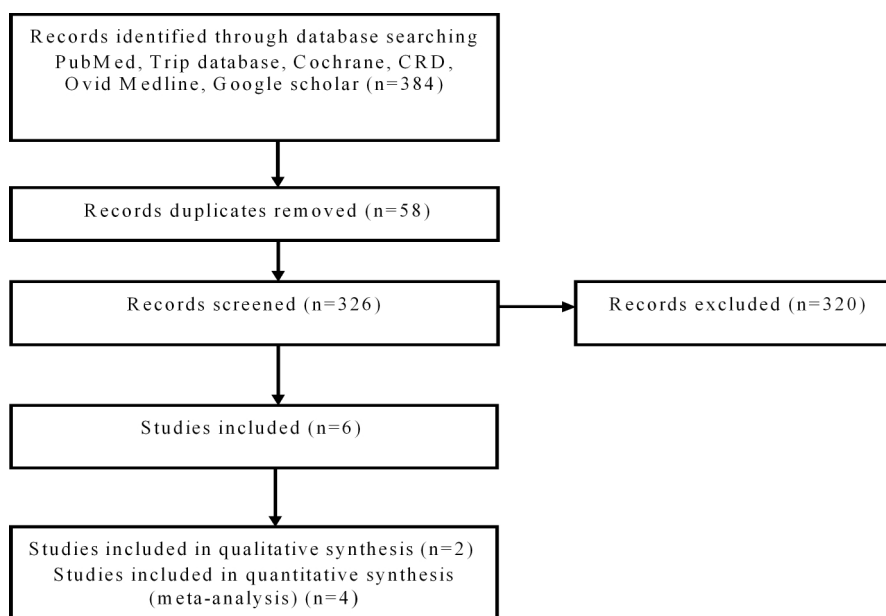 Records identified through database searching
PubMed, Trip database, Cochrane, CRD,
Ovid Medline, Google scholar (n=384)
Records duplicates removed (n=58)
Records screened (n=326)
Records excluded (n=320)
Studies included (n=6)
Studies included in qualitative synthesis (n=2)
Studies included in quantitative synthesis
(meta-analysis) (n=4)